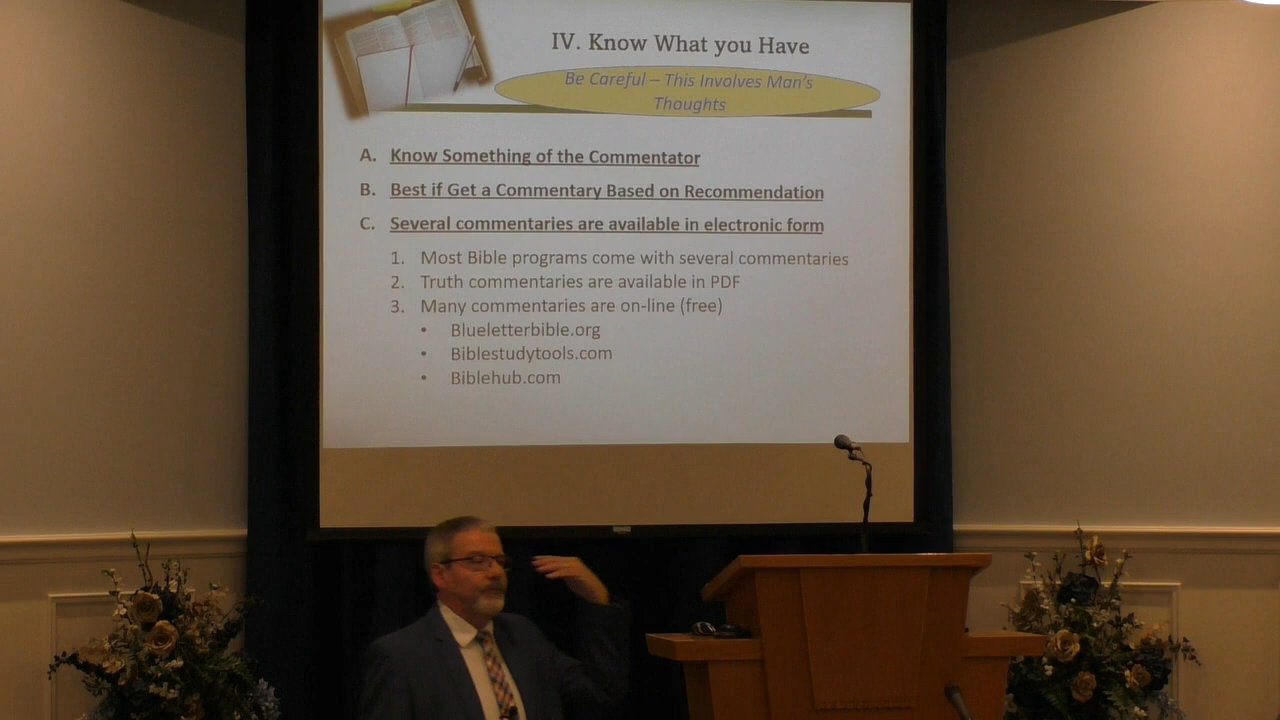 IV. Know What you Have
Be Careful – This Involves Man's
Thoughts
A. Know Something of the Commentator
B. Best if Get a Commentary Based on Recommendation
C. Several commentaries are available in electronic form
1. Most Bible programs come with several commentaries
2. Truth commentaries are available in PDF
3. Many commentaries are on-line (free)
• Blueletterbible.org
• Biblestudytools.com
• Biblehub.com